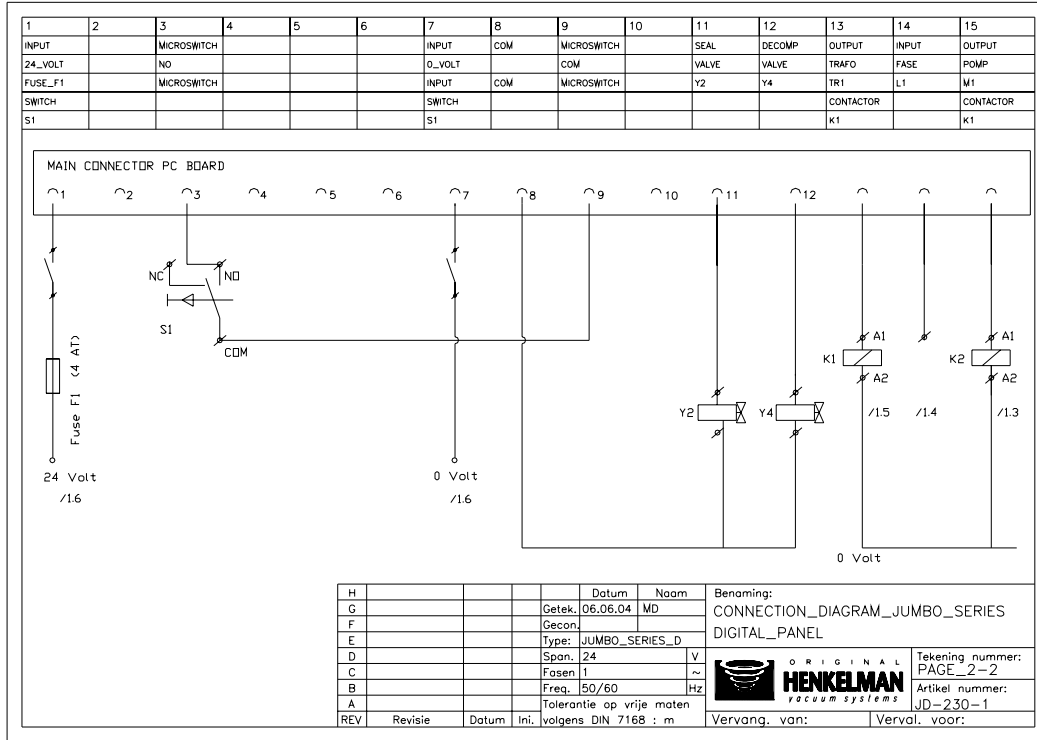 1 2 3 4 5 6 7 8 9 10 11 12 13 14 15
INPUT MICROSWITCH INPUT COM MICROSWITCH SEAL DECOMP OUTPUT INPUT OUTPUT
24_VOLT NO 0_VOLT COM VALVE VALVE TRAFO FASE POMP
FUSE_F1 MICROSWITCH INPUT COM MICROSWITCH Y2 Y4 TR1 L1 M1
SWITCH SWITCH CONTACTOR CONTACTOR
S1 S1 K1 K1
MAIN CONNECTOR PC BOARD
1 2 3 4 5 6 7 8 9 10 11 12
NC NO
S1
COM
Fuse F1 (4 AT)
A1 A1
K1 K2
A2 A2
Y2 Y4 /1.5 /1.4 /1.3
24 Volt 0 Volt
/1.6 /1.6
0 Volt
H Datum Naam Benaming:
G Getek. 06.06.04 MD CONNECTION_DIAGRAM_JUMBO_SERIES
F Gecon.
E Type: JUMBO_SERIES_D DIGITAL_PANEL
D Span. 24 V ORIGINAL Tekening nummer:
C Fasen 1 ~ HENKELMAN PAGE_2-2
B Freq. 50/60 Hz vacuum systems Artikel nummer:
A Tolerantie op vrije maten JD-230-1
REV Revisie Datum Ini. volgens DIN 7168 : m Vervang. van: Verval. voor: